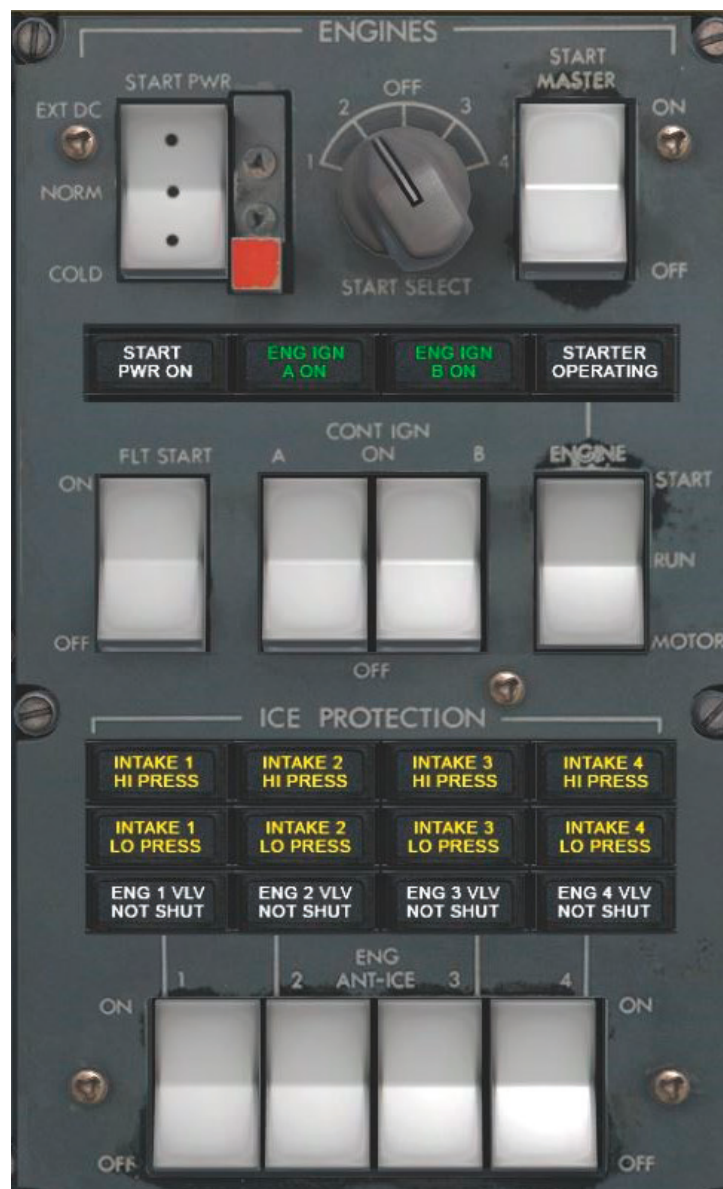 ENGINES
START PWR
START
MASTER
EXT DC
NORM
COLD
1 2 OFF 3 4
START SELECT
ON
OFF
START
PWR ON
ENG IGN
A ON
ENG IGN
B ON
STARTER
OPERATING
FLT START
ON
OFF
CONT IGN
A ON B
OFF
ENGINE
START
RUN
MOTOR
ICE PROTECTION
INTAKE 1
HI PRESS
INTAKE 2
HI PRESS
INTAKE 3
HI PRESS
INTAKE 4
HI PRESS
INTAKE 1
LO PRESS
INTAKE 2
LO PRESS
INTAKE 3
LO PRESS
INTAKE 4
LO PRESS
ENG 1 VLV
NOT SHUT
ENG 2 VLV
NOT SHUT
ENG 3 VLV
NOT SHUT
ENG 4 VLV
NOT SHUT
ENG
1 2 ANT-ICE 3 4
ON ON
OFF OFF